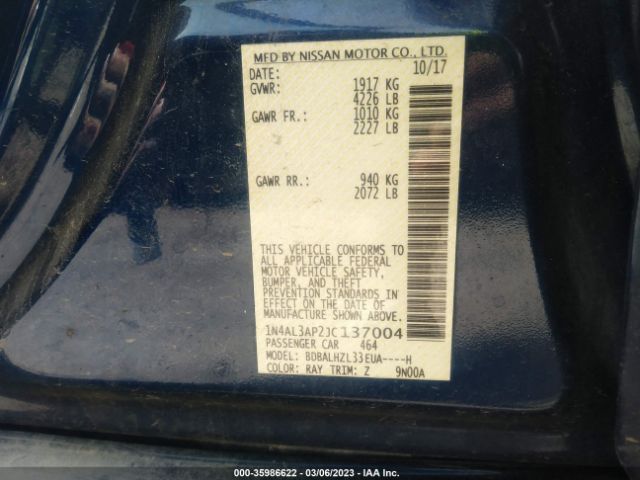 MFD BY NISSAN MOTOR CO., LTD.
DATE: 10/17
GVWR: 1917 KG
4226 LB
GAWR FR.: 1010 KG
2227 LB
GAWR RR.: 940 KG
2072 LB
THIS VEHICLE CONFORMS TO
ALL APPLICABLE FEDERAL
MOTOR VEHICLE SAFETY,
BUMPER, AND THEFT
PREVENTION STANDARDS IN
EFFECT ON THE DATE OF
MANUFACTURE SHOWN ABOVE.
1N4AL3AP2JC137004
PASSENGER CAR 464
MODEL: BDBALHZL33EUA----H
COLOR: RAY TRIM: Z 9N00A
000-35986622 - 03/06/2023 - IAA Inc.